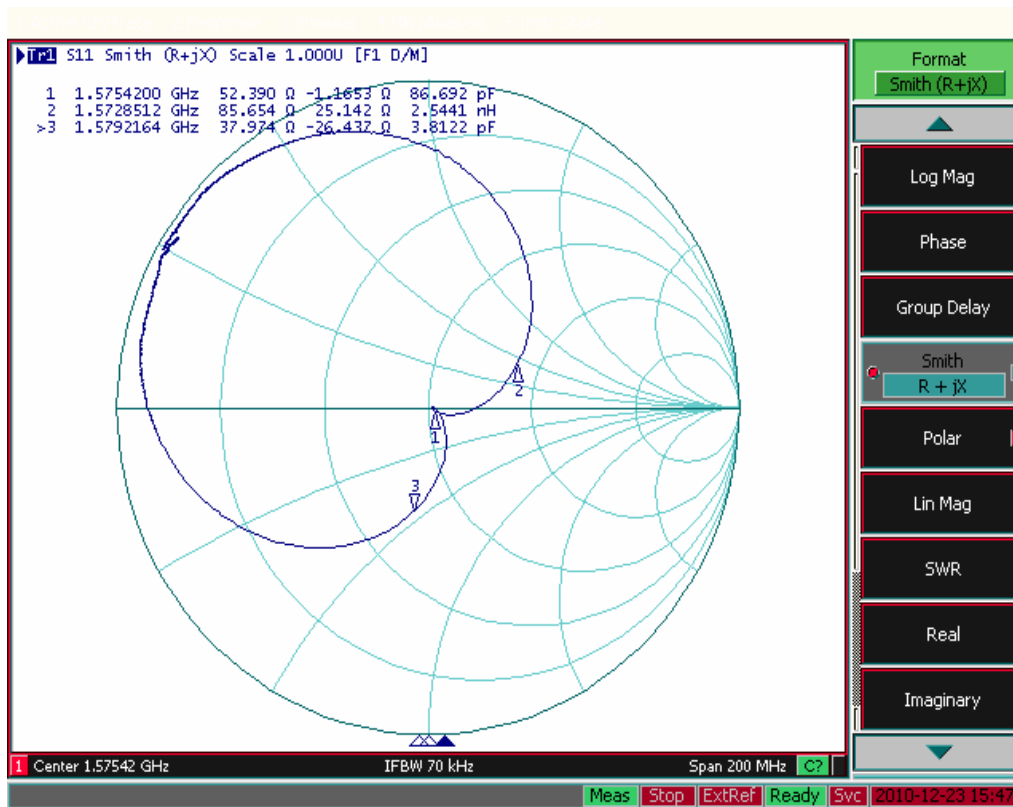 Tr1 S11 Smith (R+jX) Scale 1.000U [F1 D/M]
1 1.5754200 GHz 52.390 Ω -1.1653 Ω 86.692 pF
2 1.5728512 GHz 85.654 Ω 25.142 Ω 2.5441 nH
>3 1.5792164 GHz 37.974 Ω -26.437 Ω 3.8122 pF
2
1
3
1 Center 1.57542 GHz IFBW 70 kHz Span 200 MHz C?
Format
Smith (R+jX)
Log Mag
Phase
Group Delay
Smith
R + jX
Polar
Lin Mag
SWR
Real
Imaginary
Meas Stop ExtRef Ready Svc 2010-12-23 15:47